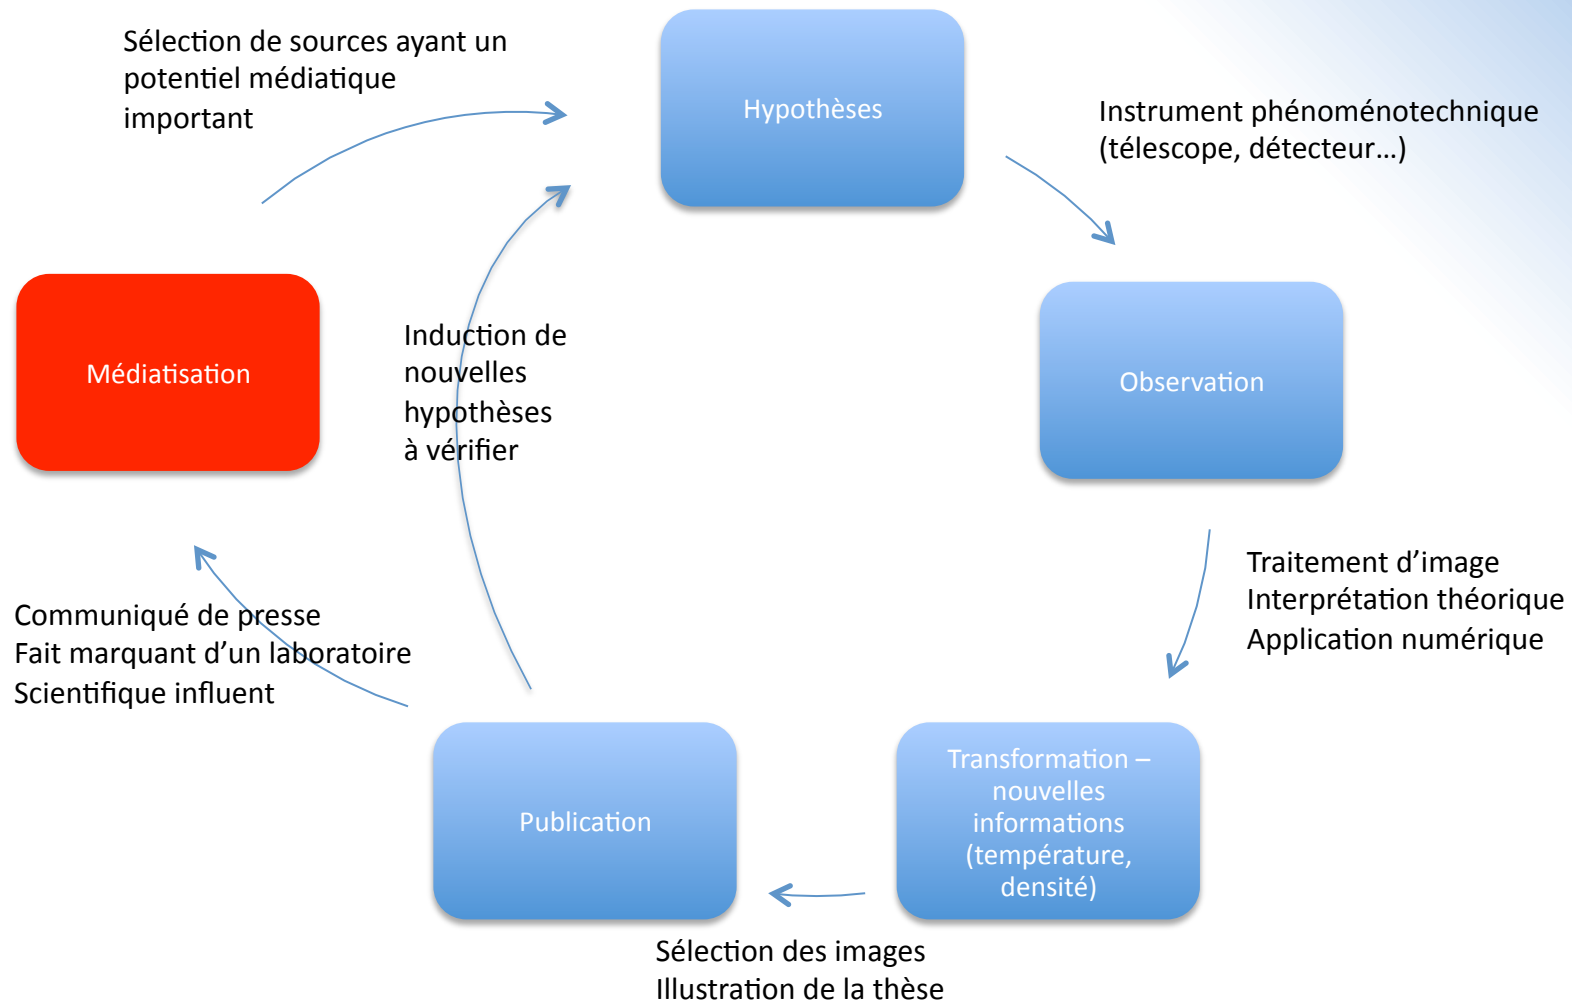 Sélection de sources ayant un
potentiel médiatique
important
Hypothèses
Instrument phénoménotechnique
(télescope, détecteur…)
Médiatisation
Induction de
nouvelles
hypothèses
à vérifier
Observation
Traitement d’image
Interprétation théorique
Application numérique
Communiqué de presse
Fait marquant d’un laboratoire
Scientifique influent
Publication
Transformation –
nouvelles
informations
(température,
densité)
Sélection des images
Illustration de la thèse